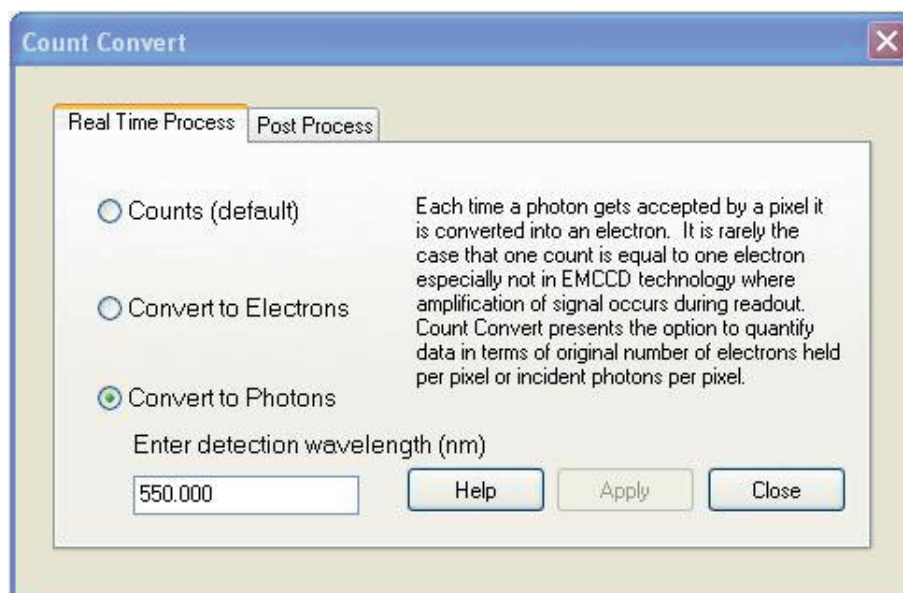 Count Convert
Real Time Process
Post Process
Counts (default)
Convert to Electrons
Convert to Photons
Each time a photon gets accepted by a pixel it
is converted into an electron. It is rarely the
case that one count is equal to one electron
especially not in EMCCD technology where
amplification of signal occurs during readout.
Count Convert presents the option to quantify
data in terms of original number of electrons held
per pixel or incident photons per pixel.
Enter detection wavelength (nm)
550.000
Help
Apply
Close